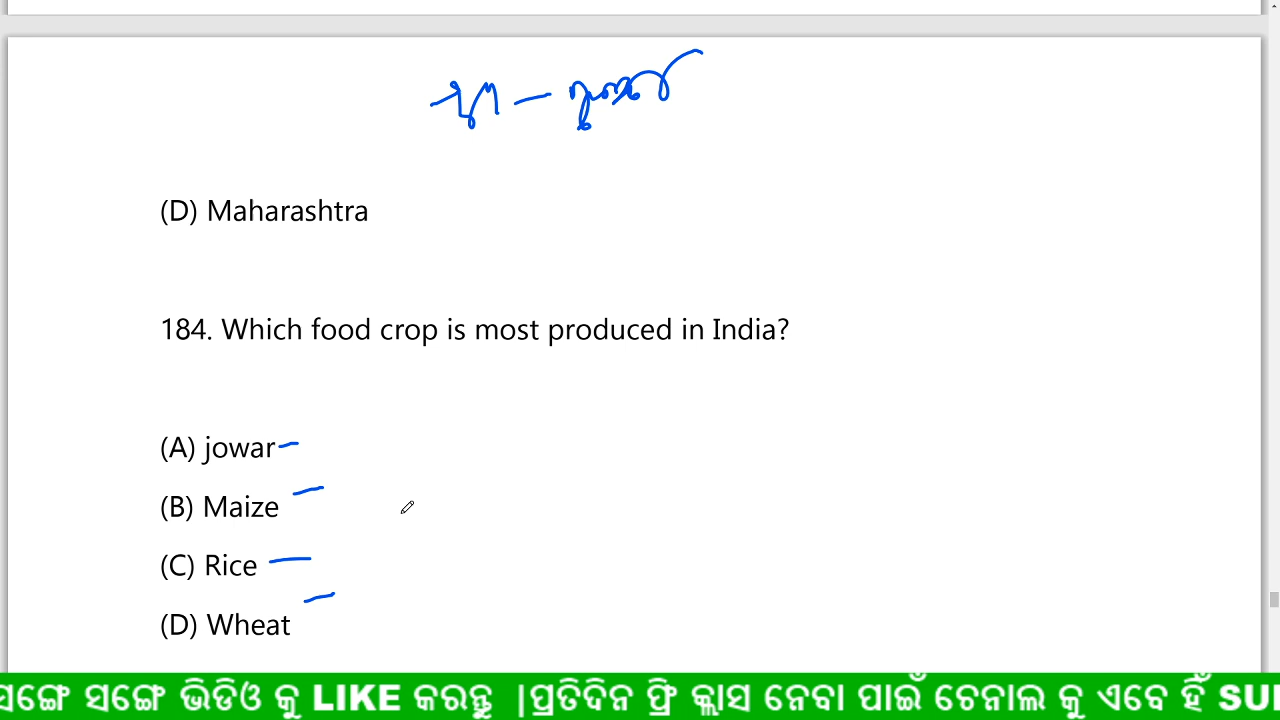 (D) Maharashtra
184. Which food crop is most produced in India?
(A) jowar
(B) Maize
(C) Rice
(D) Wheat
ସଙ୍ଗେ ସଙ୍ଗେ ଭିଡିଓ କୁ LIKE କରନ୍ତୁ |ପ୍ରତିଦିନ ଫ୍ରି କ୍ଲାସ ନେବା ପାଇଁ ଚେନାଲ କୁ ଏବେ ହିଁ SU